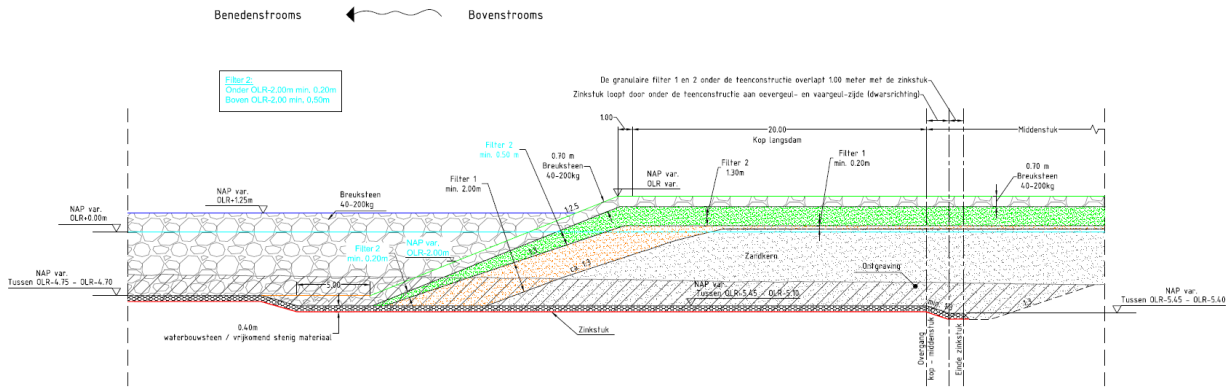 Benedenstrooms
Bovenstrooms
Filter 2:
Onder OLR-2,00m min. 0.20m
Boven OLR-2,00 min. 0.50m
De granulaire filter 1 en 2 onder de teenconstructie overlapt 1.00 meter met de zinkstuk
Zinkstuk loopt door onder de teenconstructie aan oevergeul- en vaargeul-zijde (dwarsrichting)
1.00
20.00
Kop langsdam
Middenstuk
Filter 2
min. 0.50 m
0.70 m
Breuksteen
40-200kg
Filter 1
min. 2.00m
NAP var.
OLR var.
Filter 2
1.30m
Filter 1
min. 0.20m
0.70 m
Breuksteen
40-200kg
NAP var.
OLR+1.25m
Breuksteen
40-200kg
NAP var.
OLR+0.00m
1:2.5
Filter 2
min. 0.20m
NAP var.
OLR-2.00m
1:3
ca. 1:3
Zandkern
Ontgraving
NAP var.
Tussen OLR-4.75 - OLR-4.70
5.00
NAP var.
Tussen OLR-5.45 - OLR-5.10
min. 1:3
1:3
NAP var.
Tussen OLR-5.45 - OLR-5.40
0.40m
waterbouwsteen / vrijkomend stenig materiaal
Zinkstuk
Overgang
kop - middenstuk
Einde zinkstuk